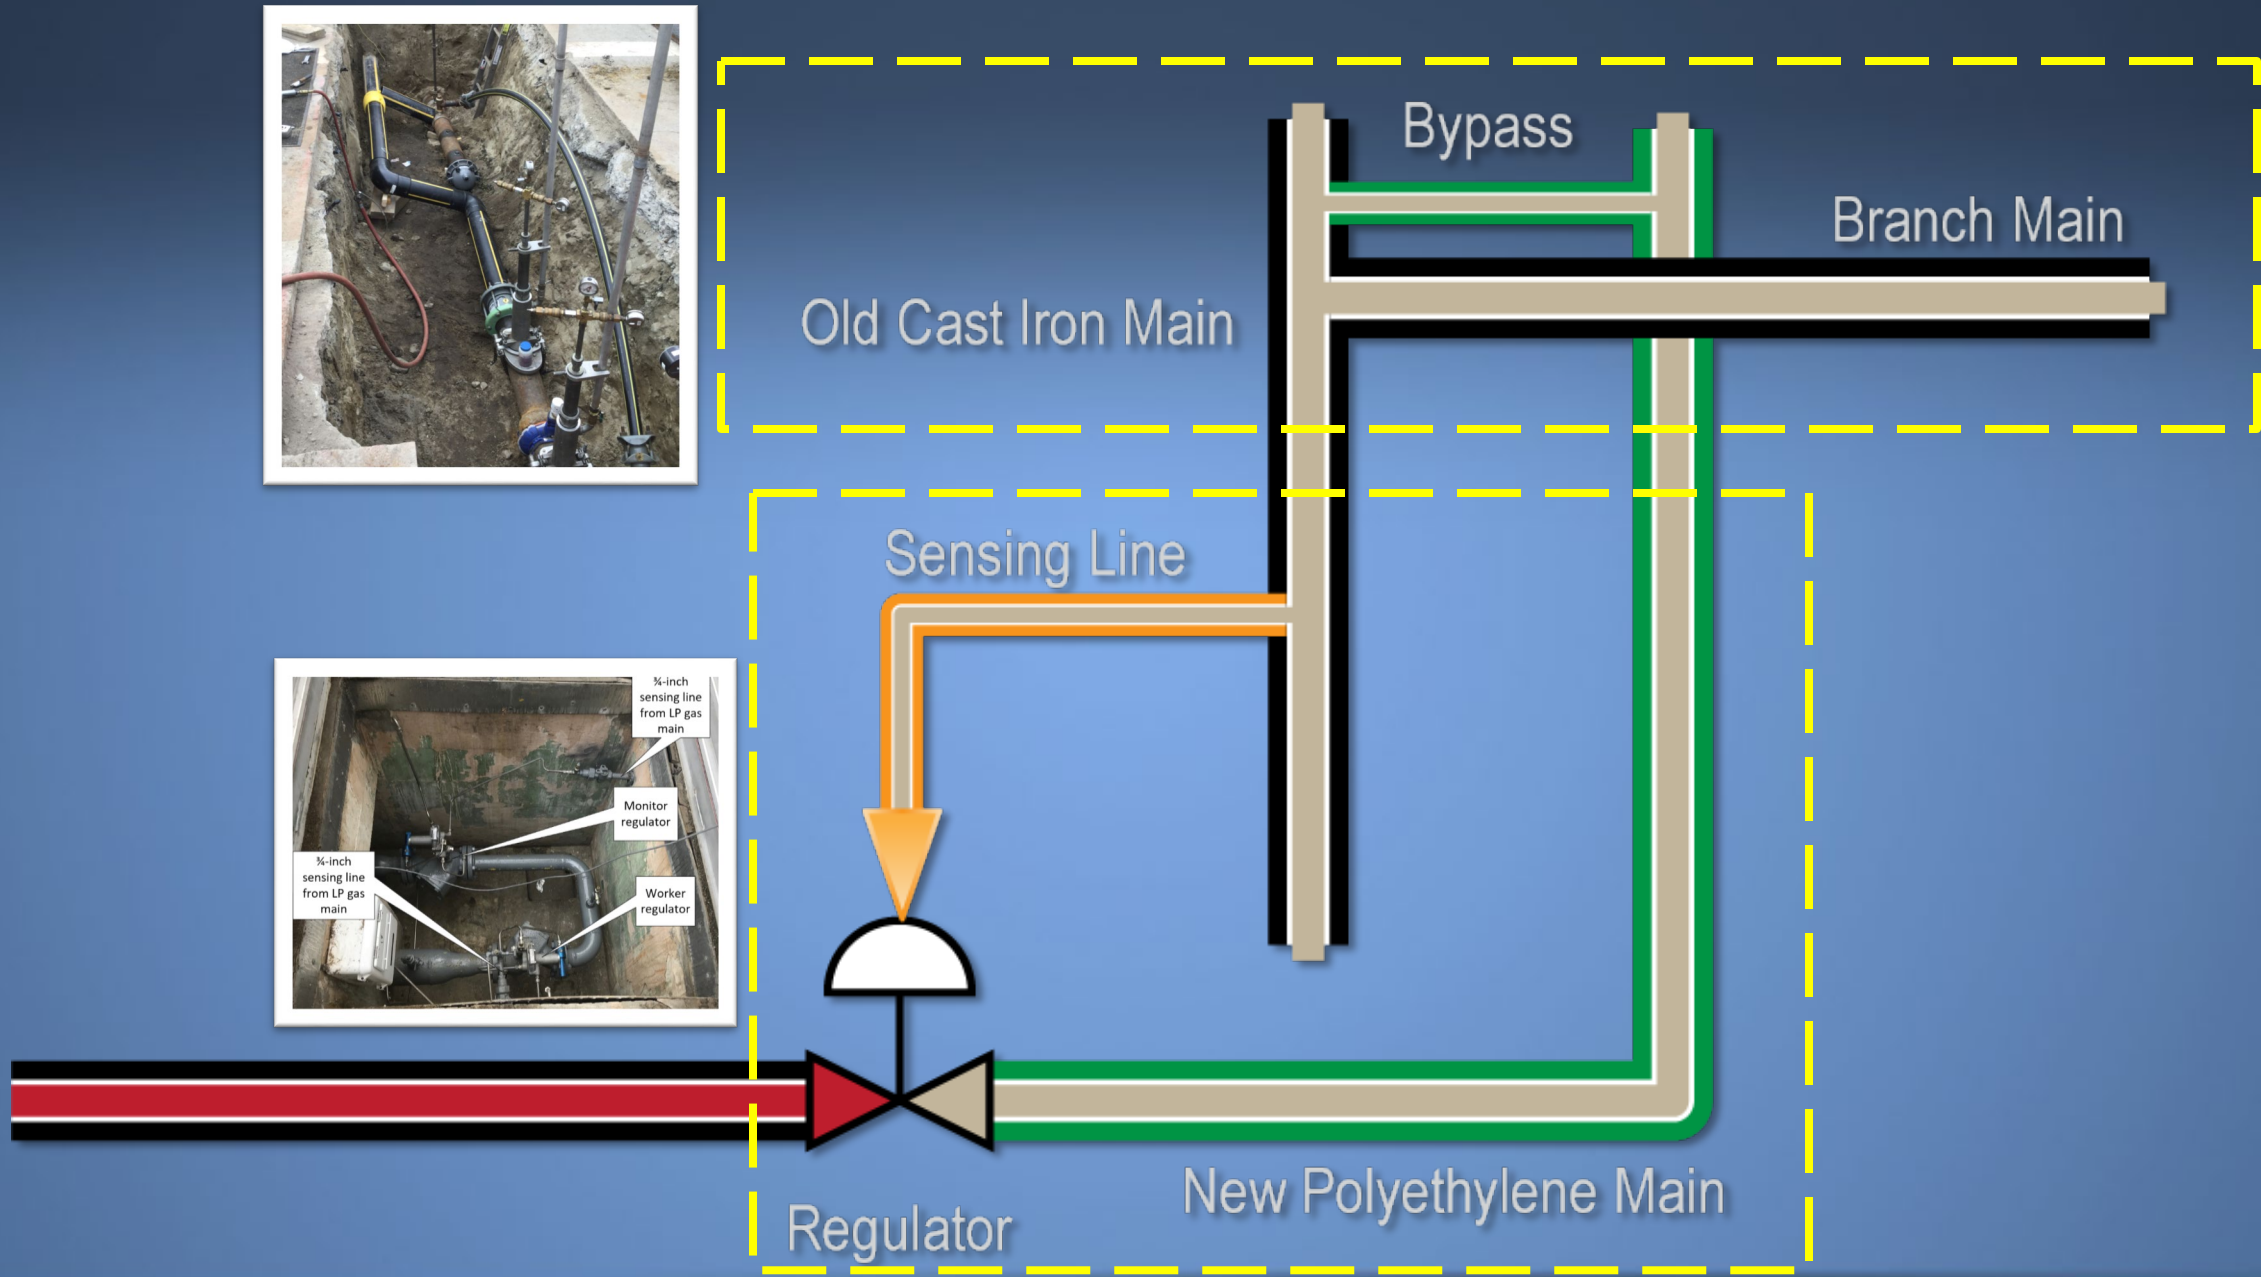 Bypass
Branch Main
Old Cast Iron Main
Sensing Line
¾-inch
sensing line
from LP gas
main
Monitor
regulator
¾-inch
sensing line
from LP gas
main
Worker
regulator
New Polyethylene Main
Regulator